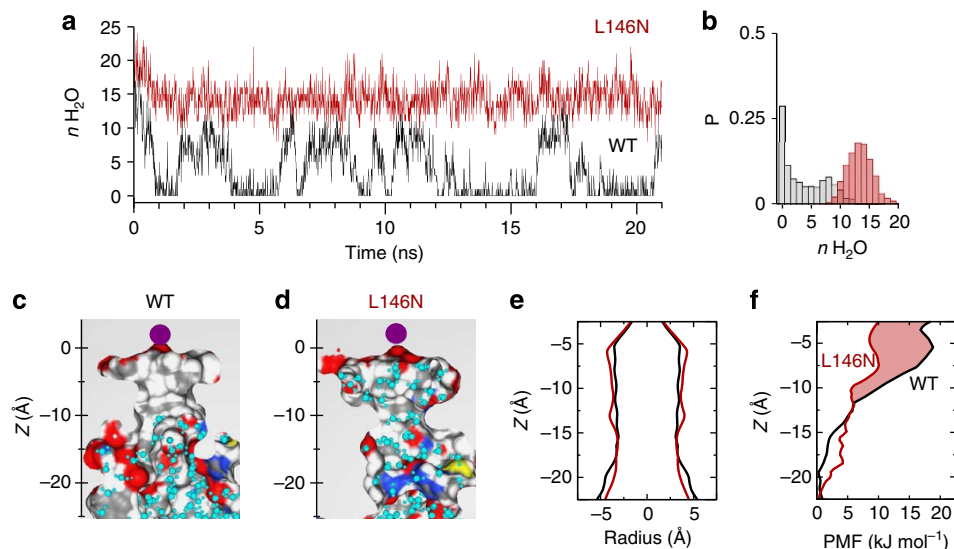 a
L146N
25
20
15
10
5
0
n H2O
WT
0 5 10 15 20
Time (ns)
b
0.5
0.25
0
P
0 5 10 15 20
n H2O
c WT
0
−10
−20
Z (Å)
d L146N
0
−10
−20
e
−5
−10
−15
−20
Z (Å)
−5 0 5
Radius (Å)
f
−5
−10
−15
−20
Z (Å)
L146N
WT
0 5 10 15 20
PMF (kJ mol−1)